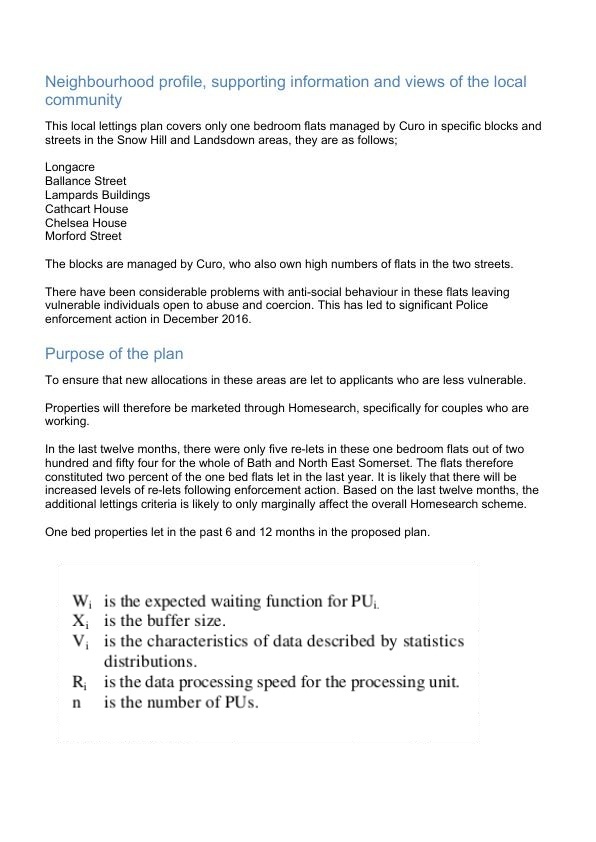 Neighbourhood profile, supporting information and views of the local
community
This local lettings plan covers only one bedroom flats managed by Curo in specific blocks and
streets in the Snow Hill and Landsdown areas, they are as follows;
Longacre
Ballance Street
Lampards Buildings
Cathcart House
Chelsea House
Morford Street
The blocks are managed by Curo, who also own high numbers of flats in the two streets.
There have been considerable problems with anti-social behaviour in these flats leaving
vulnerable individuals open to abuse and coercion. This has led to significant Police
enforcement action in December 2016.
Purpose of the plan
To ensure that new allocations in these areas are let to applicants who are less vulnerable.
Properties will therefore be marketed through Homesearch, specifically for couples who are
working.
In the last twelve months, there were only five re-lets in these one bedroom flats out of two
hundred and fifty four for the whole of Bath and North East Somerset. The flats therefore
constituted two percent of the one bed flats let in the last year. It is likely that there will be
increased levels of re-lets following enforcement action. Based on the last twelve months, the
additional lettings criteria is likely to only marginally affect the overall Homesearch scheme.
One bed properties let in the past 6 and 12 months in the proposed plan.
Wi is the expected waiting function for PUi.
Xi is the buffer size.
Vi is the characteristics of data described by statistics
distributions.
Ri is the data processing speed for the processing unit.
n is the number of PUs.